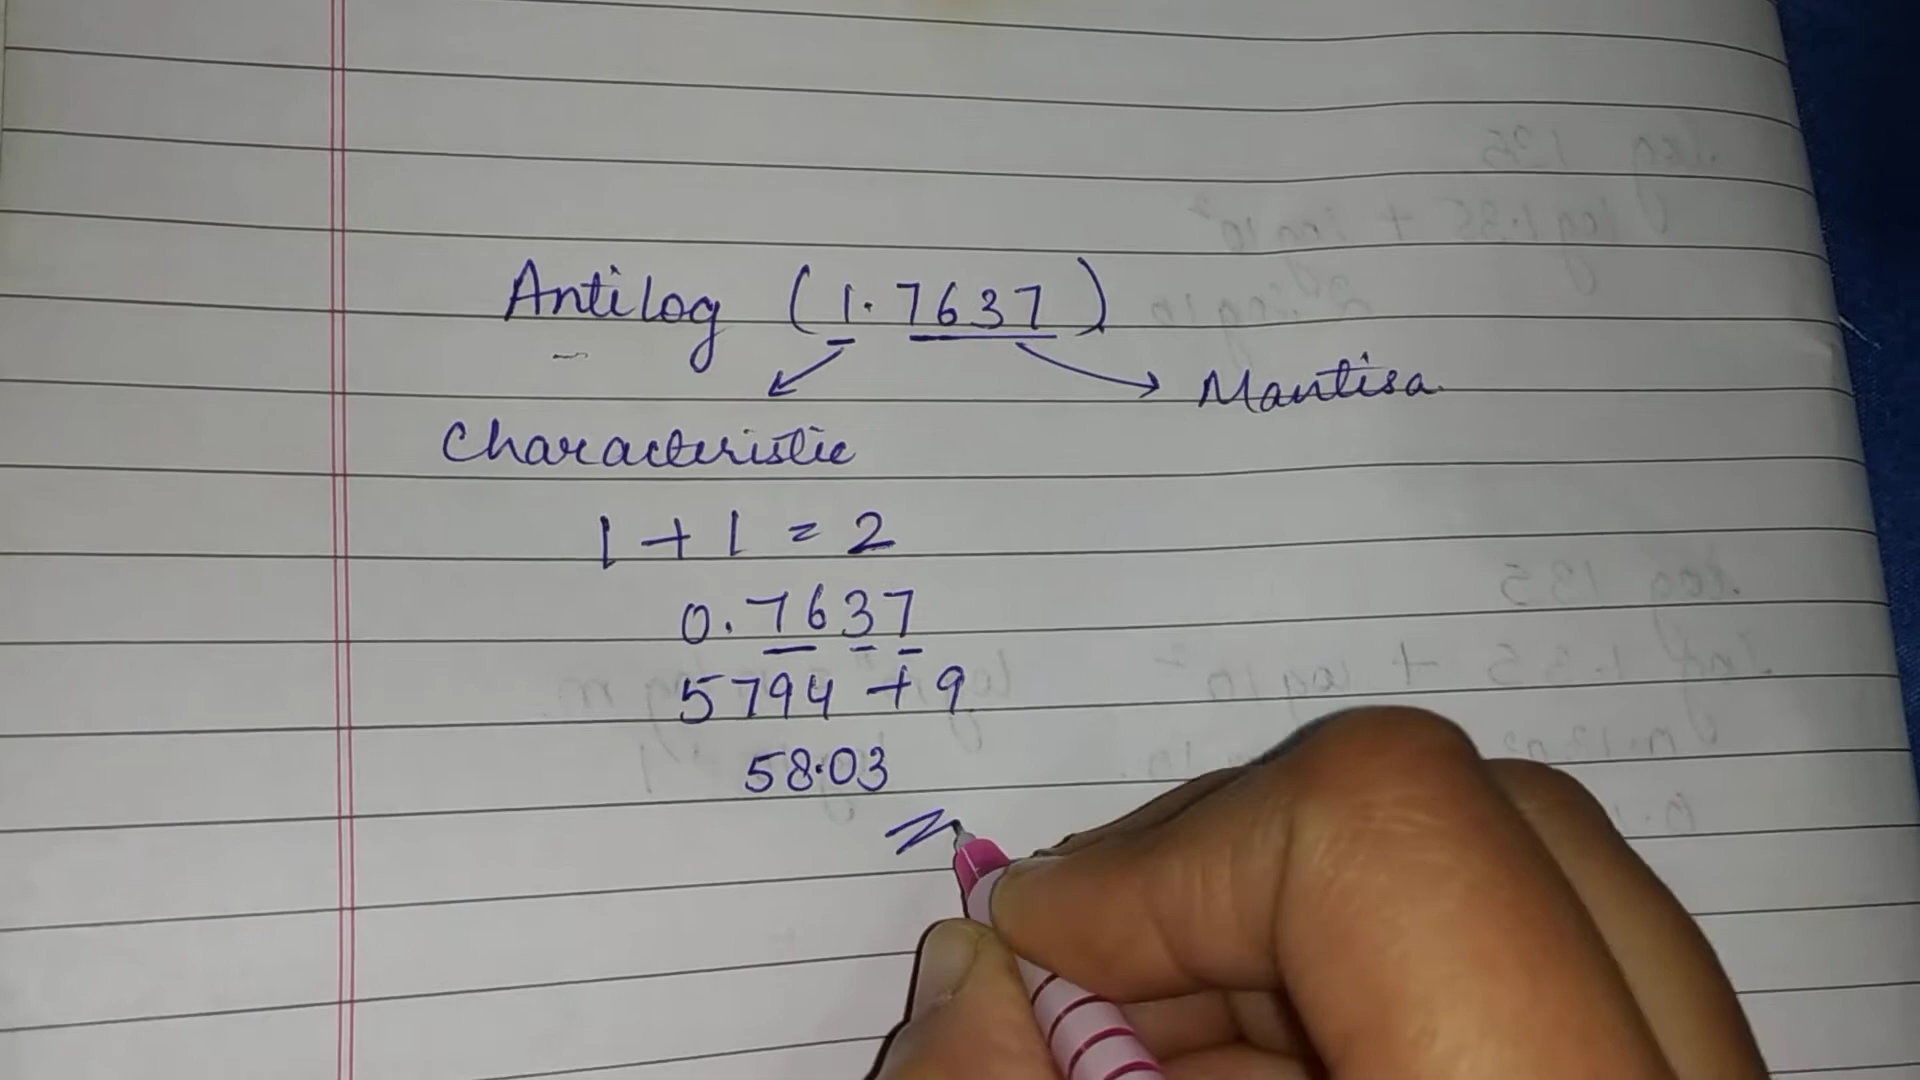 Antilog (1.7637)
Mantisa.
Characteristic
1 + 1 = 2
0.7637
5794 + 9
58.03